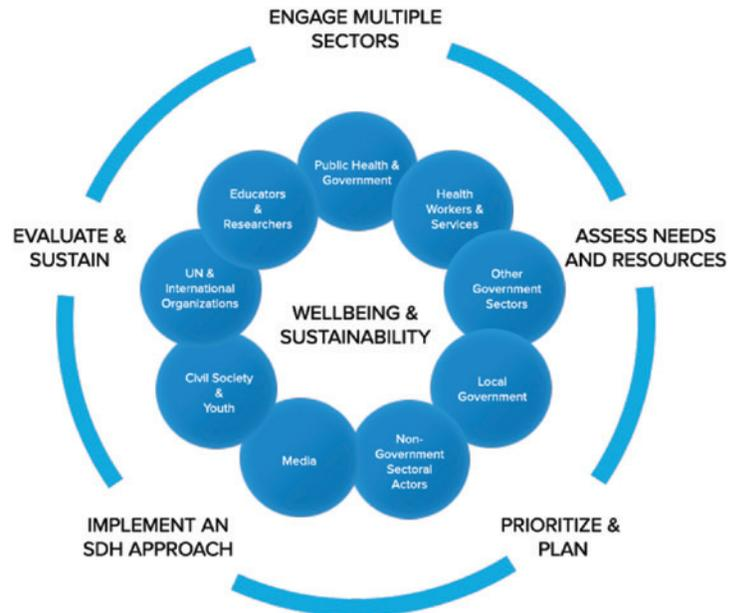 ENGAGE MULTIPLE
SECTORS
Public Health &
Government
Educators
&
Researchers
Health
Workers &
Services
EVALUATE &
SUSTAIN
ASSESS NEEDS
AND RESOURCES
UN &
International
Organizations
Other
Government
Sectors
WELLBEING &
SUSTAINABILITY
Civil Society
&
Youth
Local
Government
Media
Non-
Government
Sectoral
Actors
IMPLEMENT AN
SDH APPROACH
PRIORITIZE &
PLAN